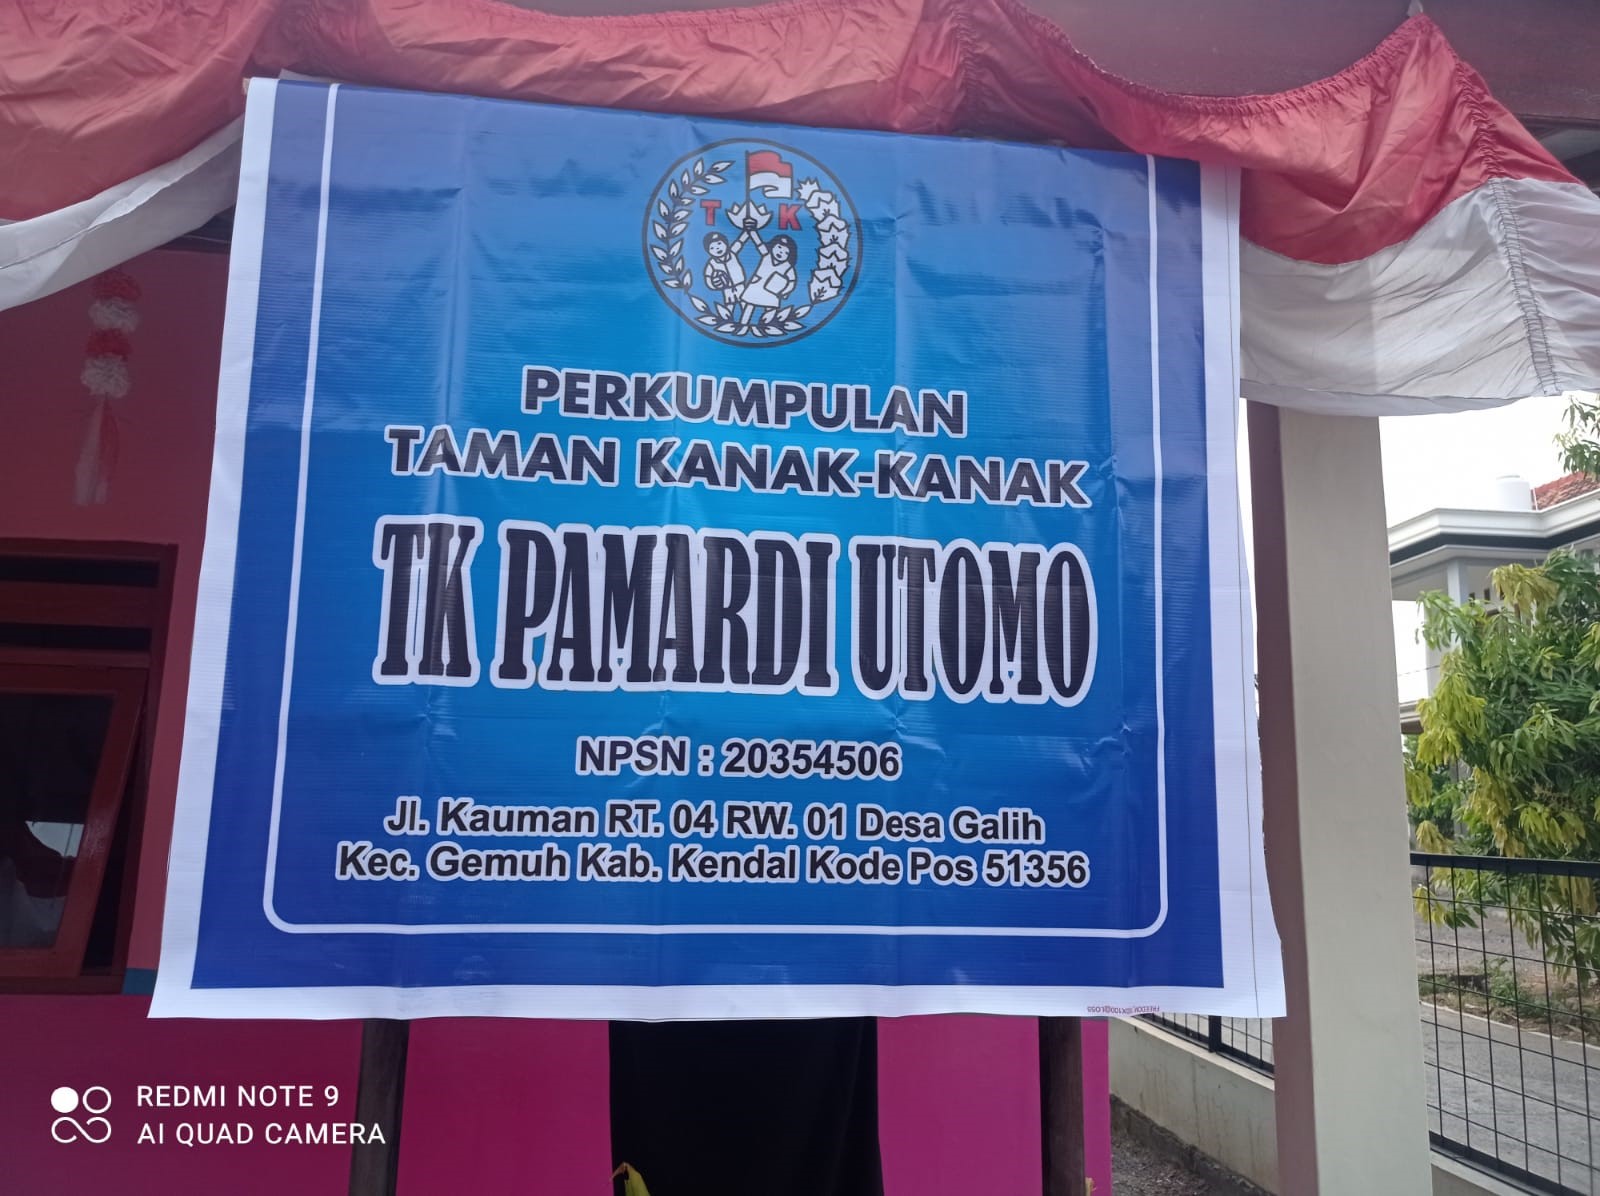 T K
PERKUMPULAN
TAMAN KANAK-KANAK
TK PAMARDI UTOMO
NPSN : 20354506
Jl. Kauman RT. 04 RW. 01 Desa Galih
Kec. Gemuh Kab. Kendal Kode Pos 51356
REDMI NOTE 9
AI QUAD CAMERA